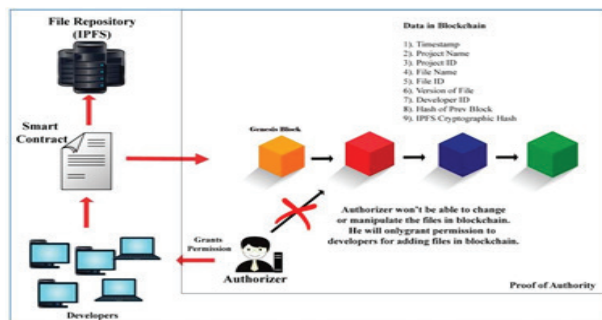 File Repository
(IPFS)
Data in Blockchain
1). Timestamp
2). Project Name
3). Project ID
4). File Name
5). File ID
6). Version of File
7). Developer ID
8). Hash of Prev Block
9). IPFS Cryptographic Hash
Smart
Contract
Genesis Block
Authorizer won't be able to change
or manipulate the files in blockchain.
He will onlygrant permission to
developers for adding files in blockchain.
Grants
Permission
Authorizer
Proof of Authority
Developers